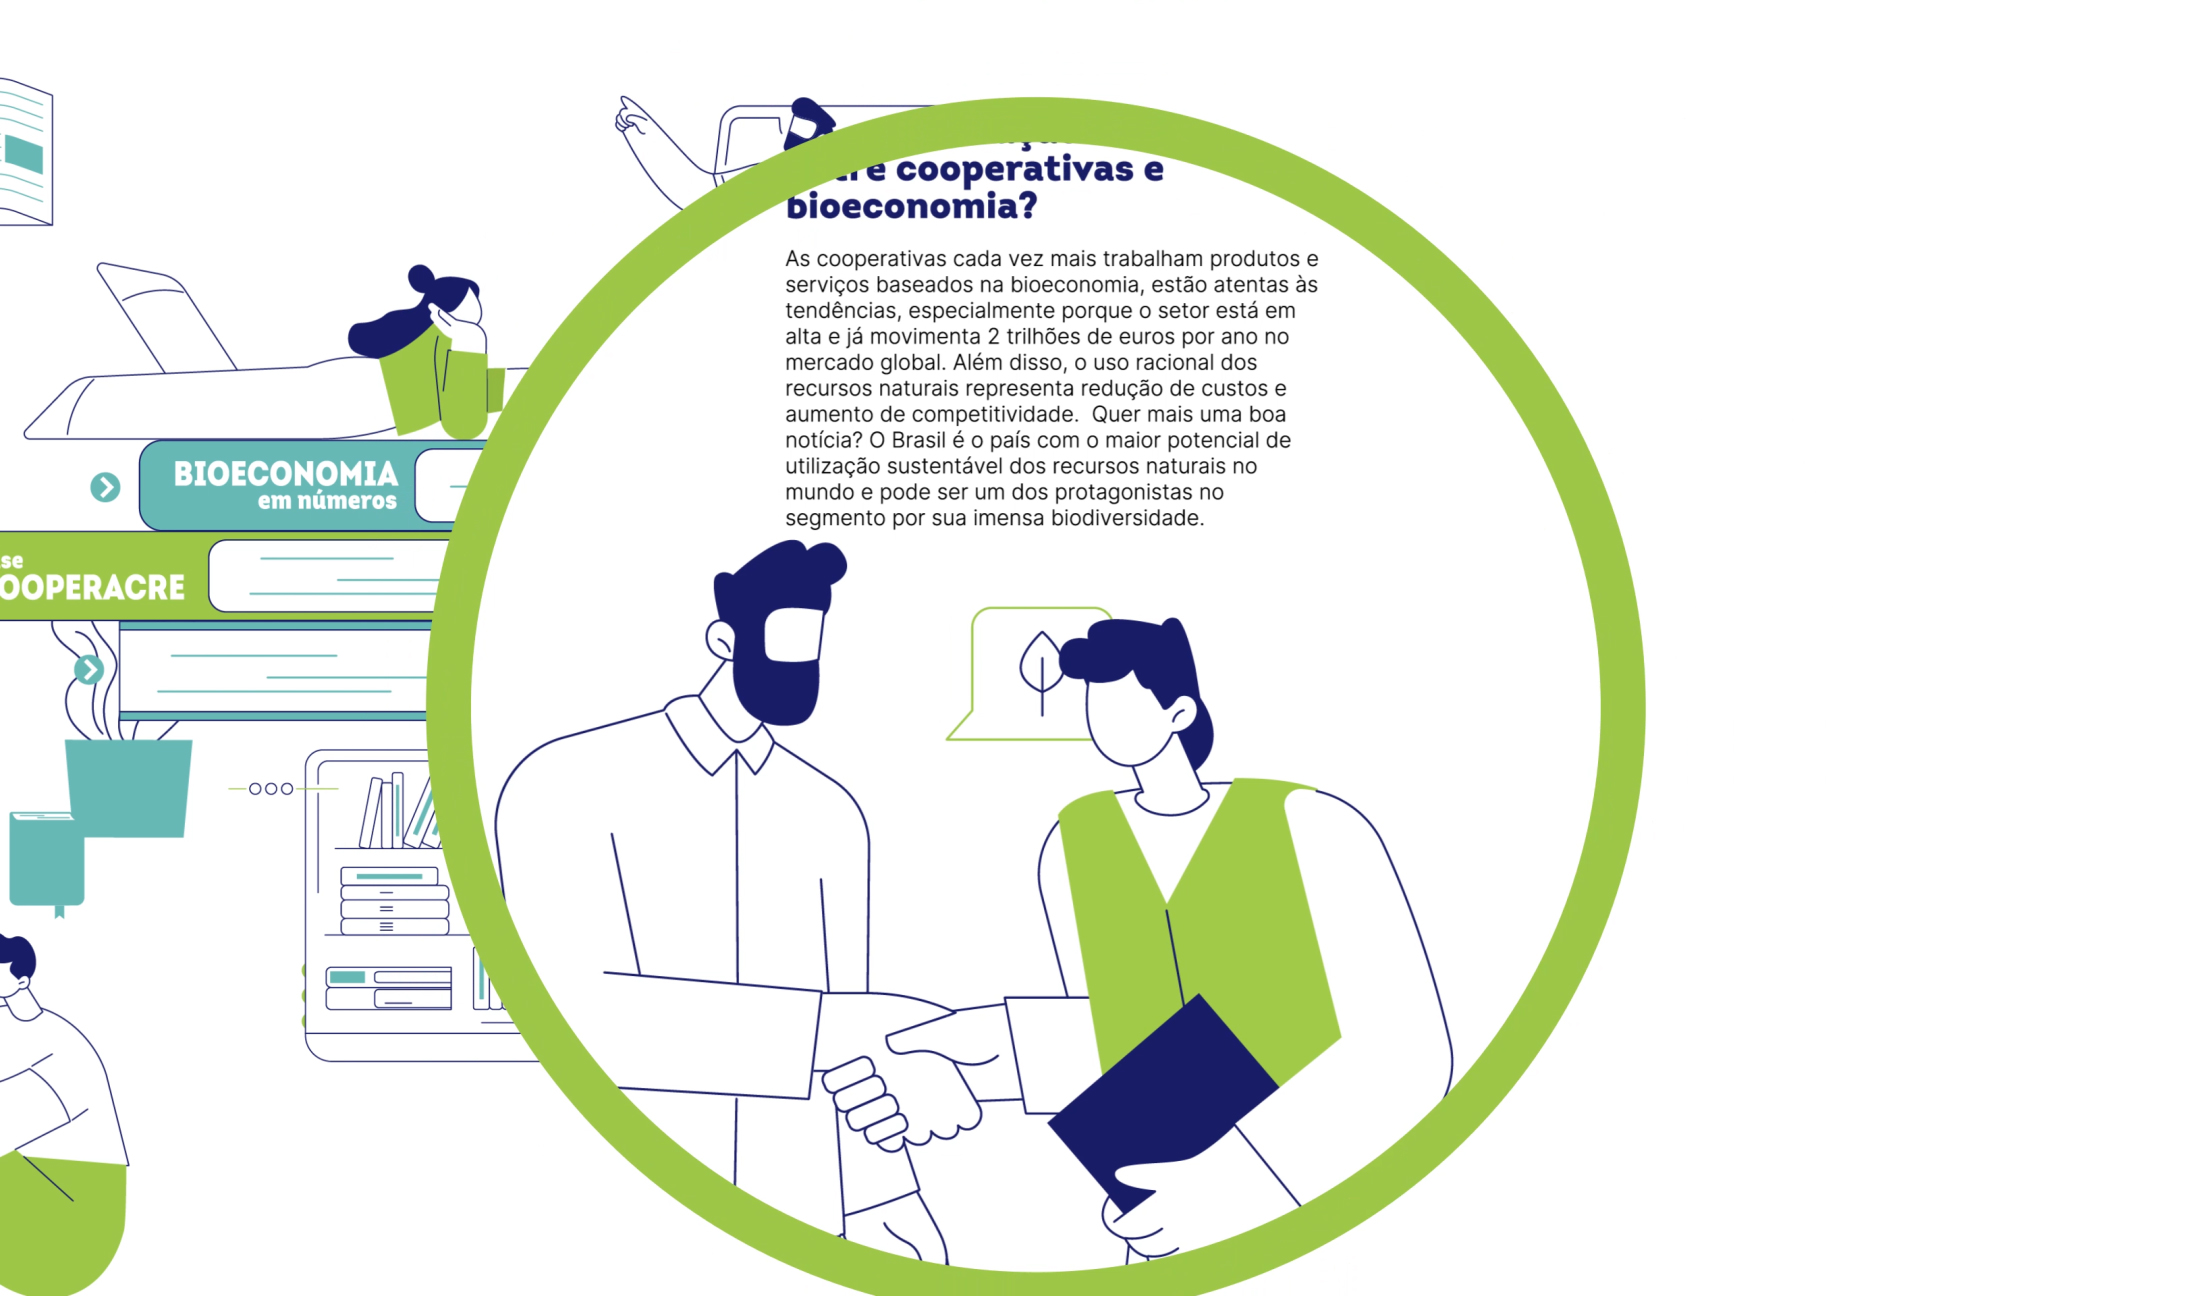 entre cooperativas e
bioeconomia?
As cooperativas cada vez mais trabalham produtos e
serviços baseados na bioeconomia, estão atentas às
tendências, especialmente porque o setor está em
alta e já movimenta 2 trilhões de euros por ano no
mercado global. Além disso, o uso racional dos
recursos naturais representa redução de custos e
aumento de competitividade.  Quer mais uma boa
notícia? O Brasil é o país com o maior potencial de
utilização sustentável dos recursos naturais no
mundo e pode ser um dos protagonistas no
segmento por sua imensa biodiversidade.
BIOECONOMIA
em números
se
OOPERACRE